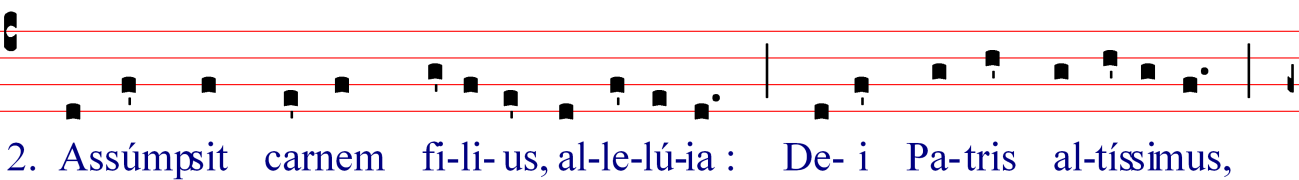 2. Assúmpsit carnem fi-li-us, al-le-lú-ia : De-i Pa-tris al-tíssimus,